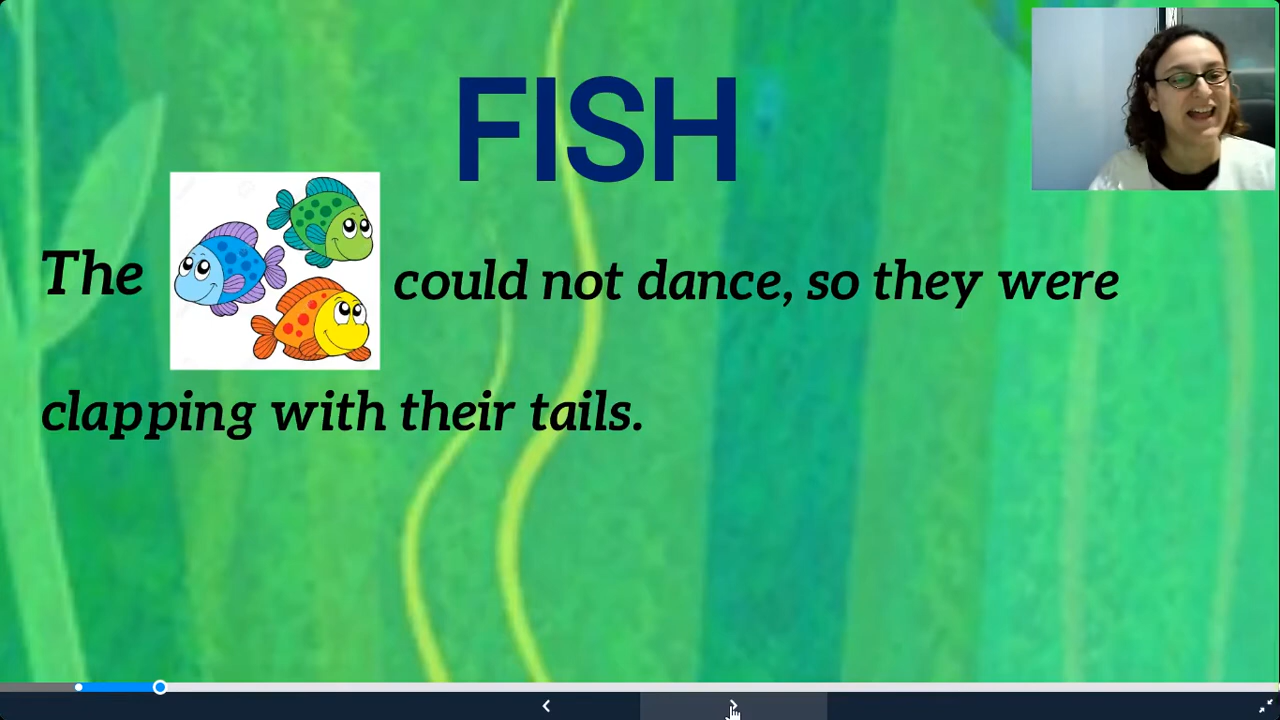 FISH
The could not dance, so they were
clapping with their tails.